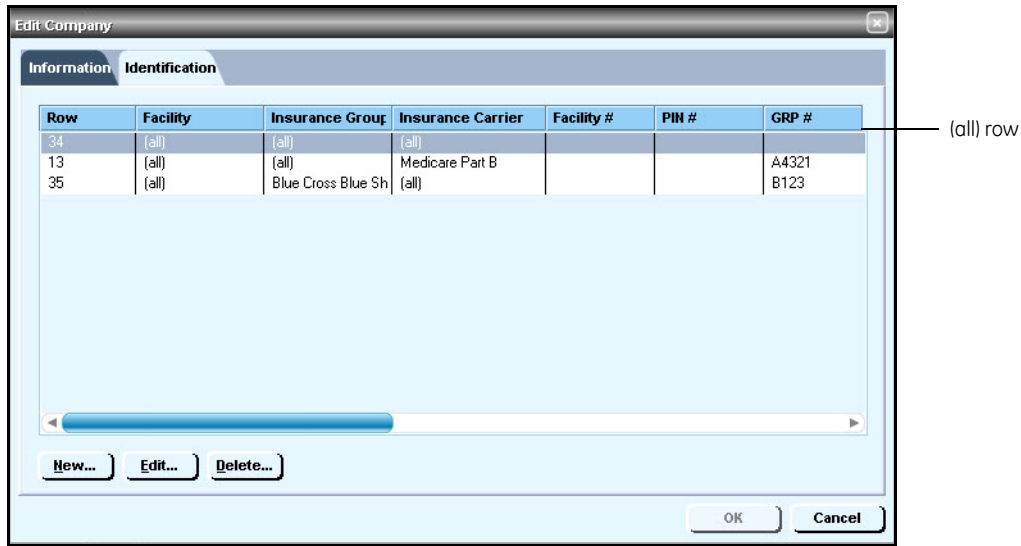 Edit Company
Information Identification
Row Facility Insurance Group Insurance Carrier Facility # PIN # GRP #
(all) row
34 (all) (all) (all)
13 (all) (all) Medicare Part B A4321
35 (all) Blue Cross Blue Sh (all) B123
New... Edit... Delete...
OK Cancel